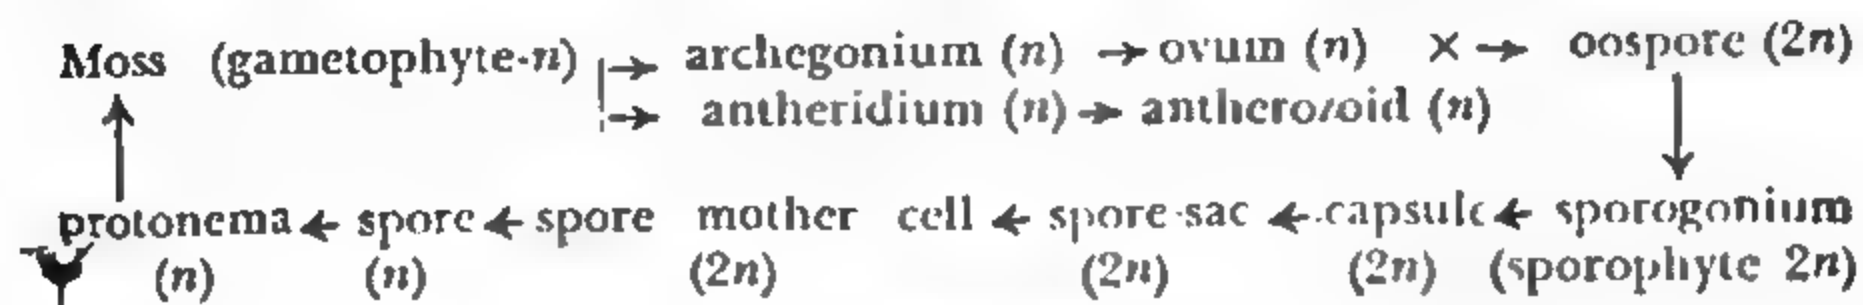 Moss (gametophyte-n) → archegonium (n) → ovum (n) × → oospore (2n)
→ antheridium (n) → antherozoid (n)
protonema ← spore ← spore mother cell ← spore-sac ← capsule ← sporogonium
(n) (n) (2n) (2n) (2n) (sporophyte 2n)